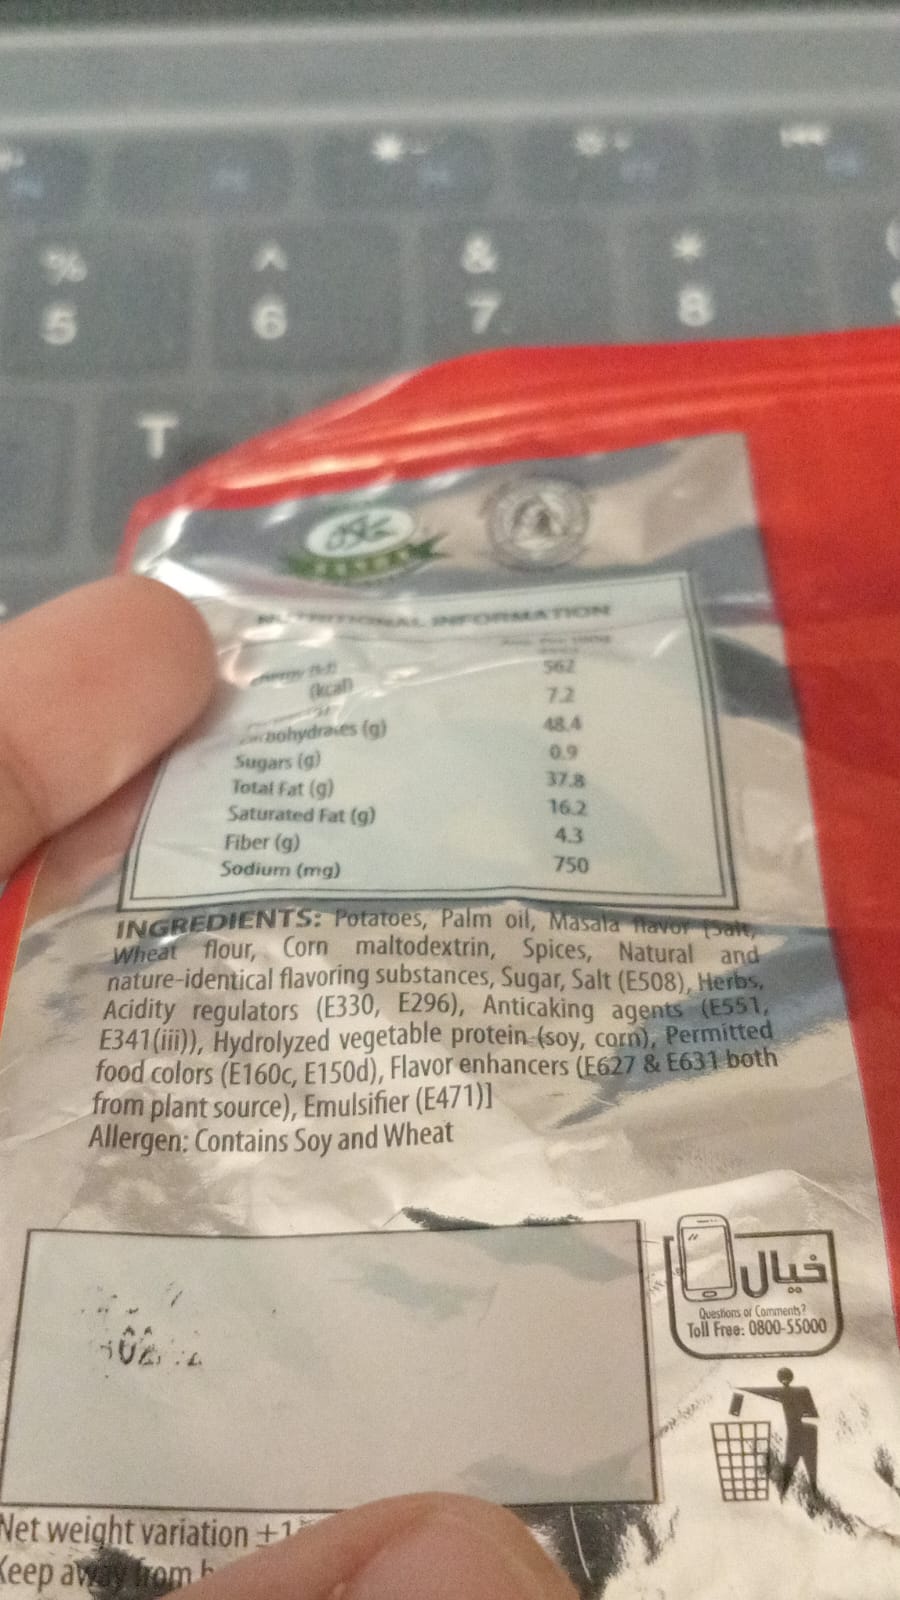 %
^
&
*
5
6
7
8
T
NUTRITIONAL INFORMATION
562
(kcal)
7.2
Carbohydrates (g) 48.4
Sugars (g) 0.9
Total Fat (g) 37.8
Saturated Fat (g) 16.2
Fiber (g) 4.3
Sodium (mg) 750
INGREDIENTS: Potatoes, Palm oil, Masala flavor [Salt,
Wheat flour, Corn maltodextrin, Spices, Natural and
nature-identical flavoring substances, Sugar, Salt (E508), Herbs,
Acidity regulators (E330, E296), Anticaking agents (E551,
E341(iii)), Hydrolyzed vegetable protein (soy, corn), Permitted
food colors (E160c, E150d), Flavor enhancers (E627 & E631 both
from plant source), Emulsifier (E471)]
Allergen: Contains Soy and Wheat
خیال
Questions or Comments?
Toll Free: 0800-55000
Net weight variation
Keep away from